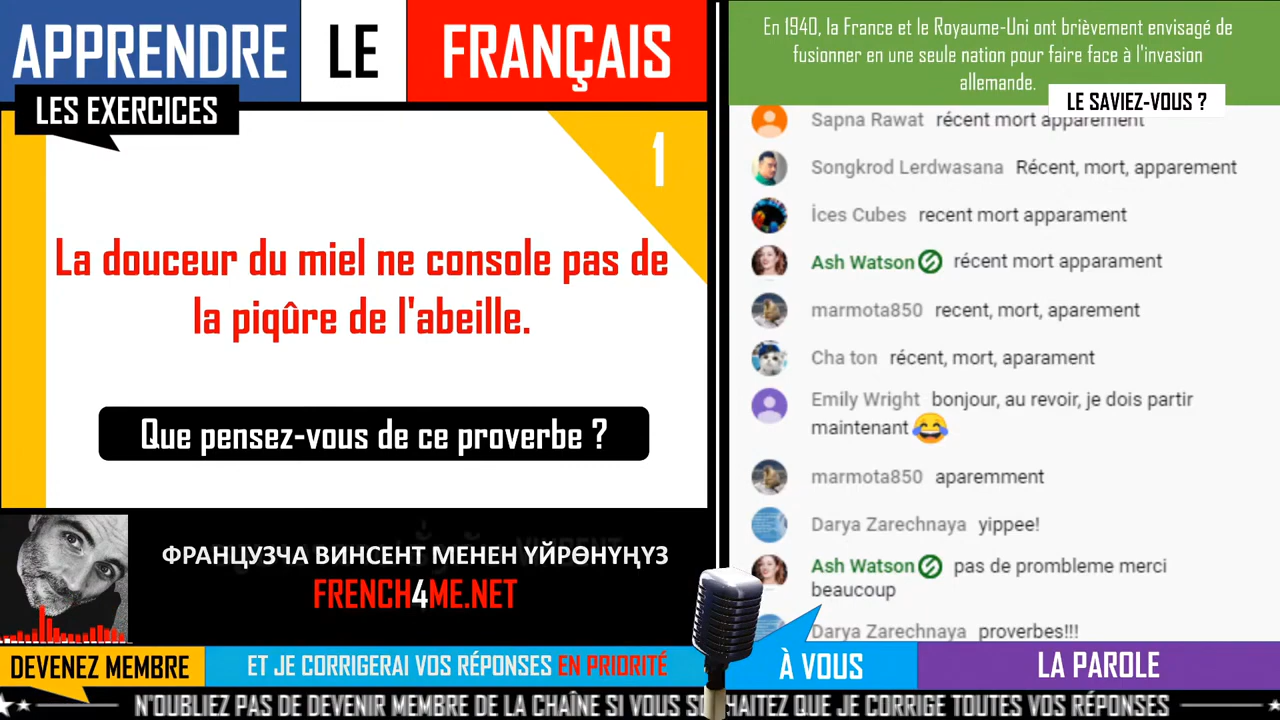 APPRENDRE LE FRANÇAIS
LES EXERCICES
1
La douceur du miel ne console pas de
la piqûre de l'abeille.
Que pensez-vous de ce proverbe ?
ФРАНЦУЗЧА ВИНСЕНТ МЕНЕН ҮЙРӨНҮҢҮЗ
FRENCH4ME.NET
DEVENEZ MEMBRE
ET JE CORRIGERAI VOS RÉPONSES EN PRIORITÉ
En 1940, la France et le Royaume-Uni ont brièvement envisagé de
fusionner en une seule nation pour faire face à l'invasion
allemande.
LE SAVIEZ-VOUS ?
Sapna Rawat récent mort apparement
Songkrod Lerdwasana Récent, mort, apparement
İces Cubes recent mort apparament
Ash Watson récent mort apparament
marmota850 recent, mort, aparement
Cha ton récent, mort, aparament
Emily Wright bonjour, au revoir, je dois partir
maintenant 😂
marmota850 aparemment
Darya Zarechnaya yippee!
Ash Watson pas de prombleme merci
beaucoup
Darya Zarechnaya proverbes!!!
À VOUS
LA PAROLE
N'OUBLIEZ PAS DE DEVENIR MEMBRE DE LA CHAÎNE SI VOUS HAITEZ QUE JE CORRIGE TOUTES VOS RÉPONSES